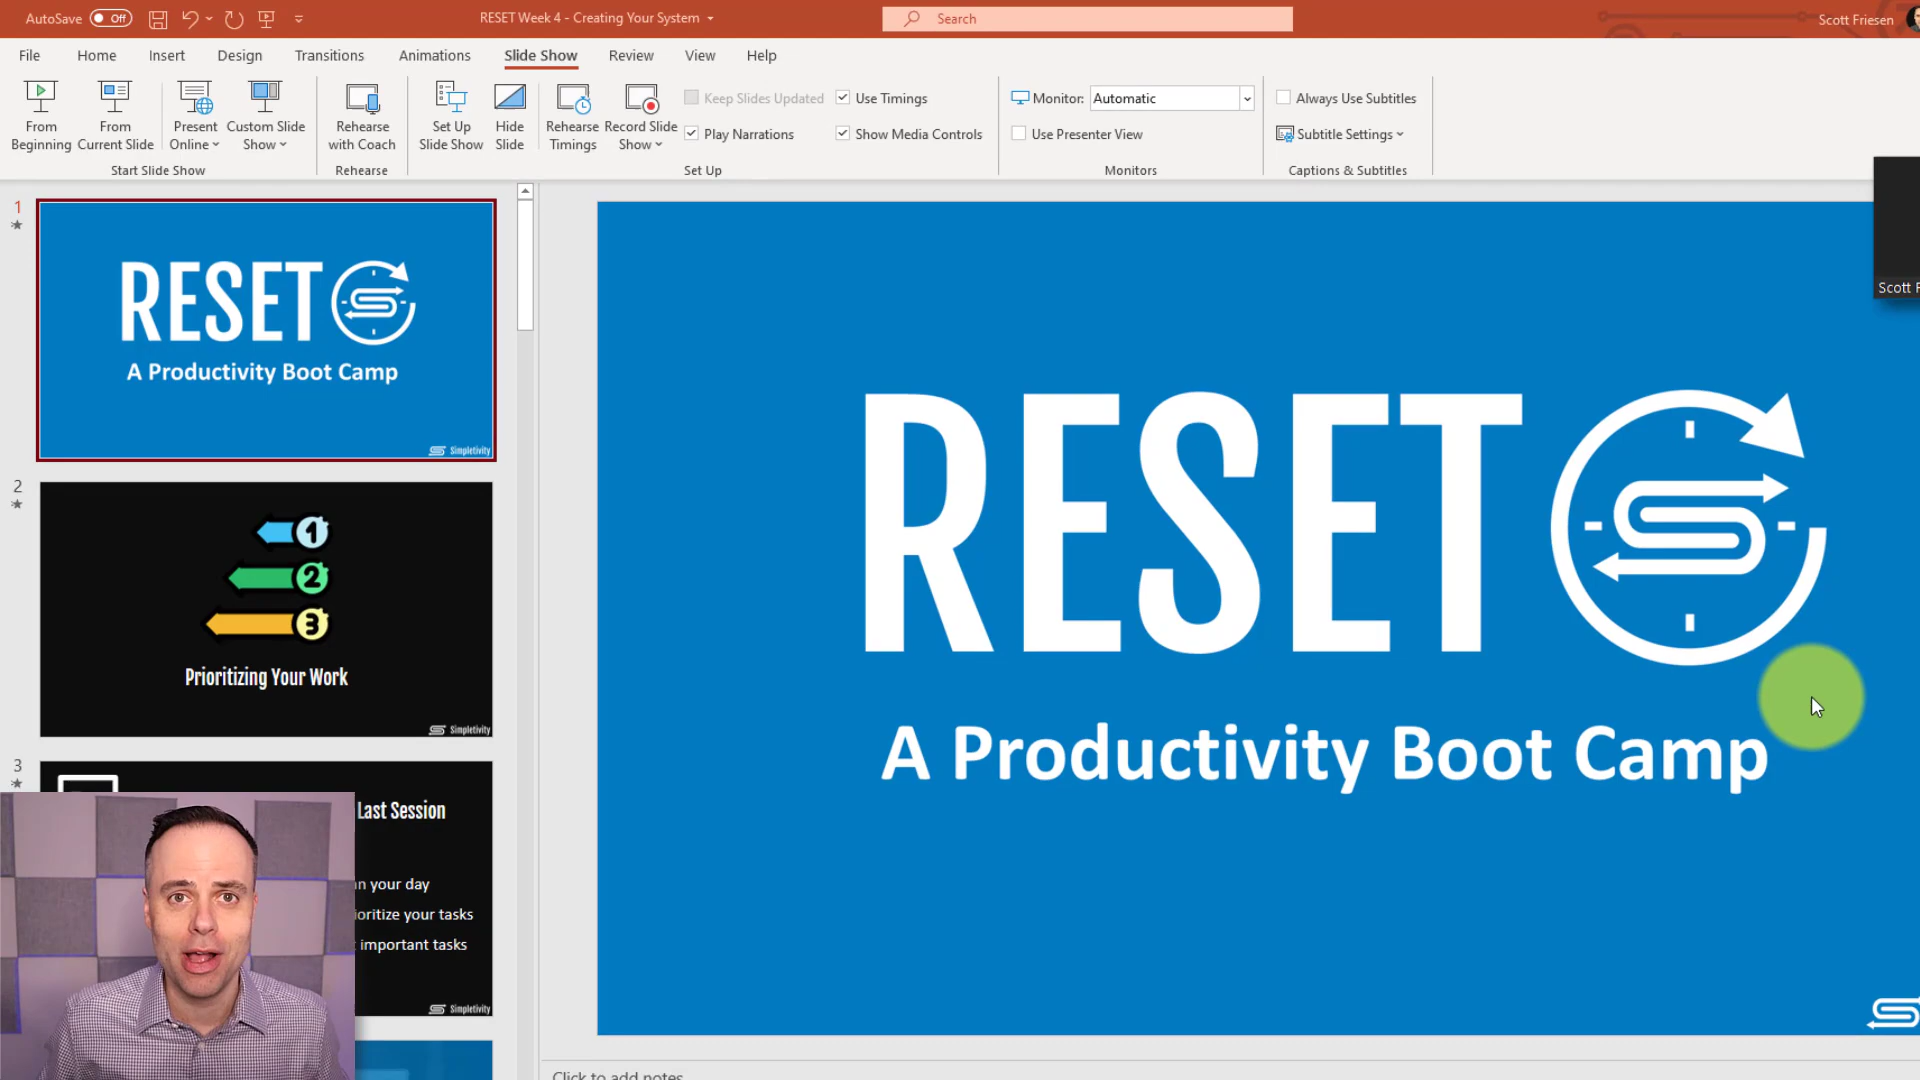 AutoSave Off
RESET Week 4 - Creating Your System
Search
Scott Friesen
File Home Insert Design Transitions Animations Slide Show Review View Help
From Beginning
From Current Slide
Present Online
Custom Slide Show
Start Slide Show
Rehearse with Coach
Rehearse
Set Up Slide Show
Hide Slide
Rehearse Timings
Record Slide Show
Keep Slides Updated
Play Narrations
Use Timings
Show Media Controls
Set Up
Monitor: Automatic
Use Presenter View
Monitors
Always Use Subtitles
Subtitle Settings
Captions & Subtitles
1
RESET
A Productivity Boot Camp
Simpletivity
2
1
2
3
Prioritizing Your Work
Simpletivity
3
Last Session
your day
your tasks
important tasks
Simpletivity
RESET
A Productivity Boot Camp
Scott
Click to add notes